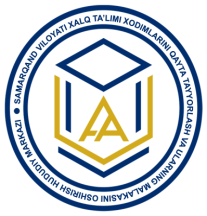 SAMARQAND VILOYATI XALQ TA'LIMI XODIMLARINI QAYTA TAYYORLASH VA ULARNING MALAKASINI OSHIRISH HUDUDIY MARKAZI